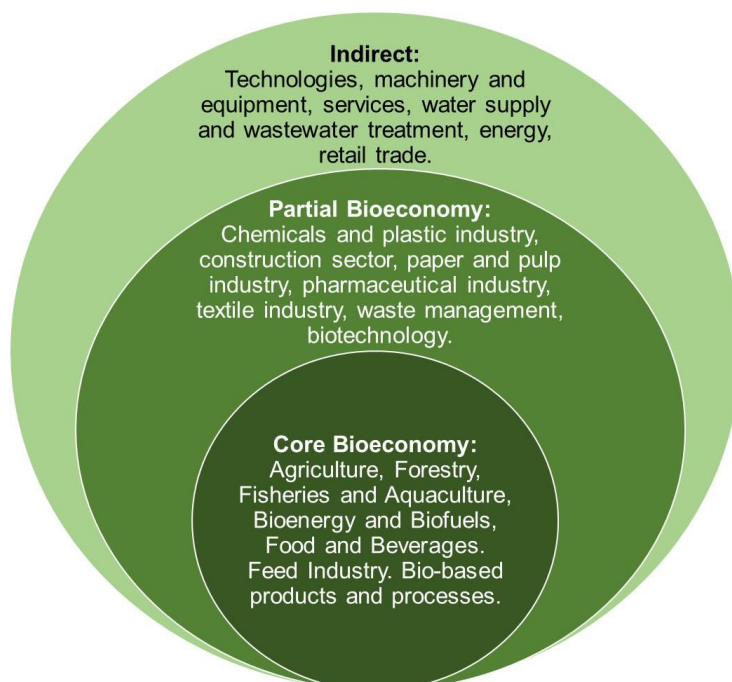 Indirect:
Technologies, machinery and
equipment, services, water supply
and wastewater treatment, energy,
retail trade.
Partial Bioeconomy:
Chemicals and plastic industry,
construction sector, paper and pulp
industry, pharmaceutical industry,
textile industry, waste management,
biotechnology.
Core Bioeconomy:
Agriculture, Forestry,
Fisheries and Aquaculture,
Bioenergy and Biofuels,
Food and Beverages.
Feed Industry. Bio-based
products and processes.